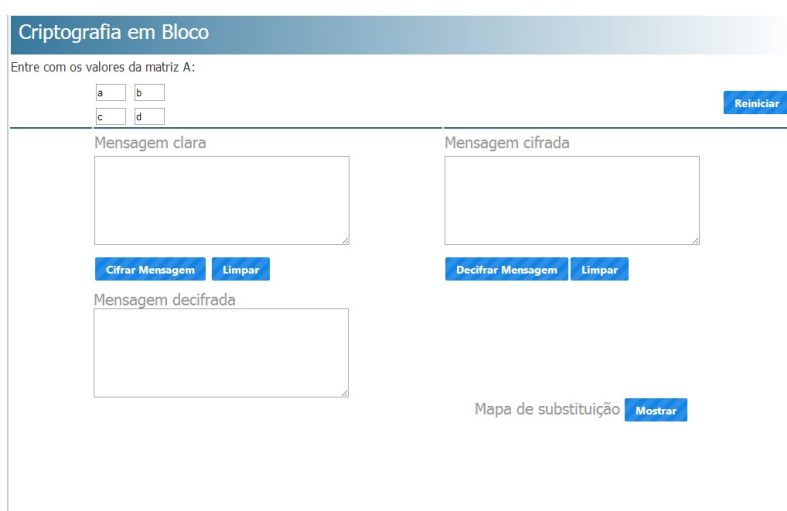 Criptografia em Bloco
Entre com os valores da matriz A:
a b
c d
Reiniciar
Mensagem clara Mensagem cifrada
Cifrar Mensagem Limpar Decifrar Mensagem Limpar
Mensagem decifrada
Mapa de substituição Mostrar